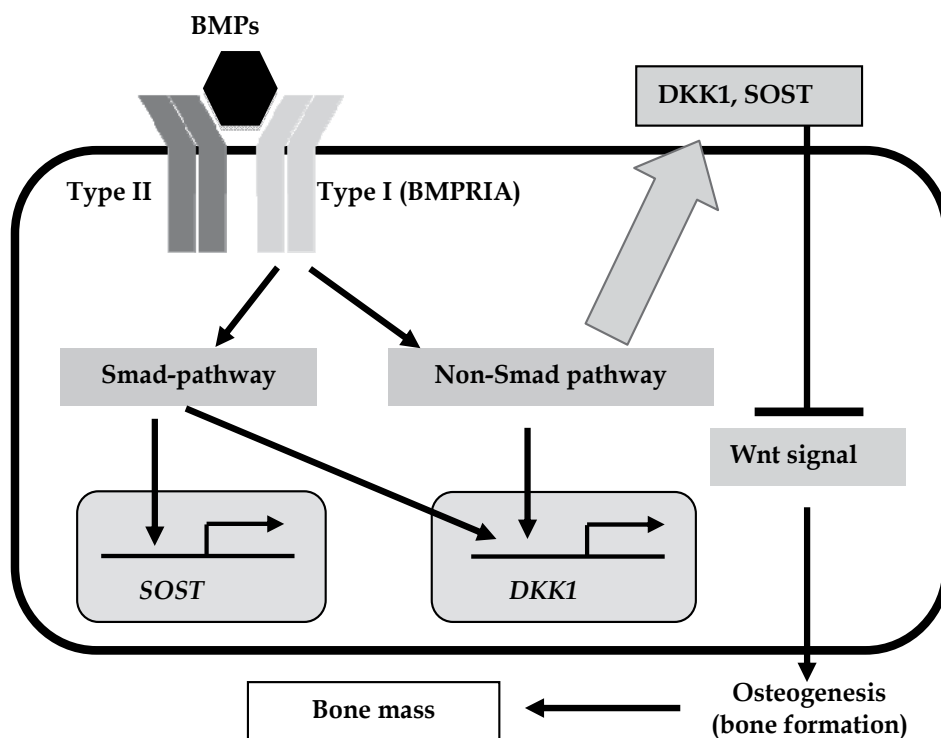 BMPs
DKK1, SOST
Type II
Type I (BMPRIA)
Smad-pathway
Non-Smad pathway
Wnt signal
SOST
DKK1
Bone mass
Osteogenesis
(bone formation)